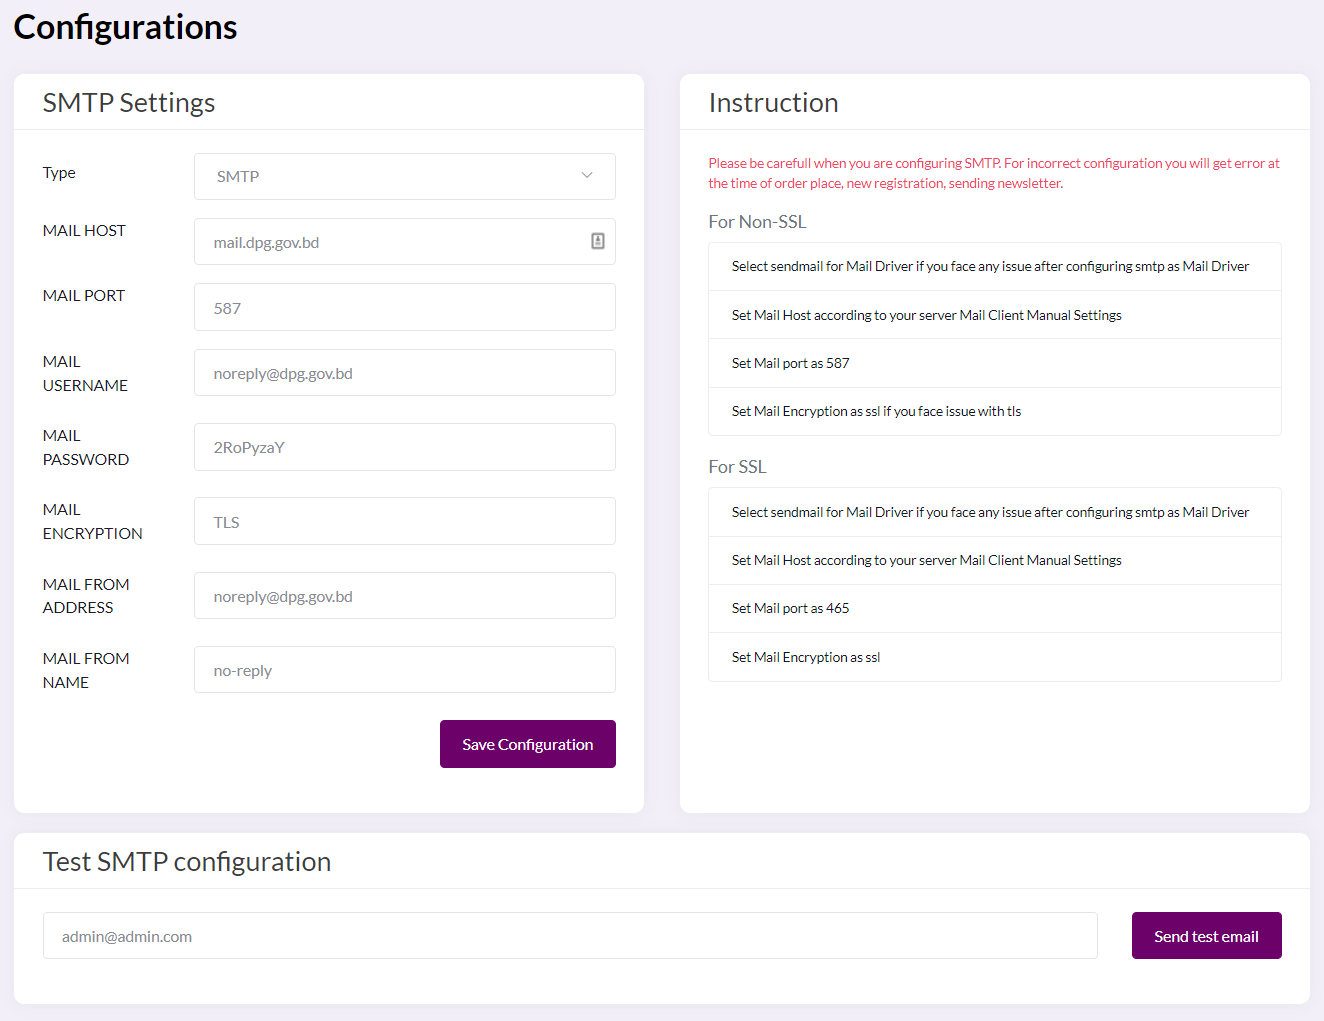 Configurations
SMTP Settings
Type
SMTP
MAIL HOST
mail.dpg.gov.bd
MAIL PORT
587
MAIL
USERNAME
noreply@dpg.gov.bd
MAIL
PASSWORD
2RoPyzaY
MAIL
ENCRYPTION
TLS
MAIL FROM
ADDRESS
noreply@dpg.gov.bd
MAIL FROM
NAME
no-reply
Save Configuration
Instruction
Please be carefull when you are configuring SMTP. For incorrect configuration you will get error at
the time of order place, new registration, sending newsletter.
For Non-SSL
Select sendmail for Mail Driver if you face any issue after configuring smtp as Mail Driver
Set Mail Host according to your server Mail Client Manual Settings
Set Mail port as 587
Set Mail Encryption as ssl if you face issue with tls
For SSL
Select sendmail for Mail Driver if you face any issue after configuring smtp as Mail Driver
Set Mail Host according to your server Mail Client Manual Settings
Set Mail port as 465
Set Mail Encryption as ssl
Test SMTP configuration
admin@admin.com
Send test email